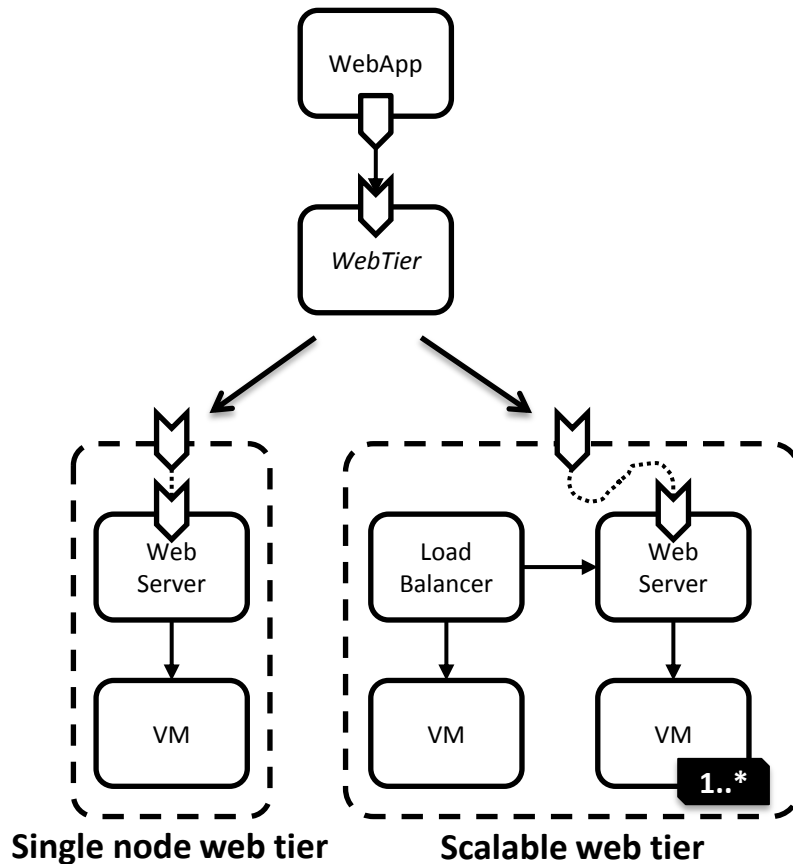 WebApp
WebTier
Web
Server
VM
Load
Balancer
Web
Server
VM
VM
1..*
Single node web tier
Scalable web tier